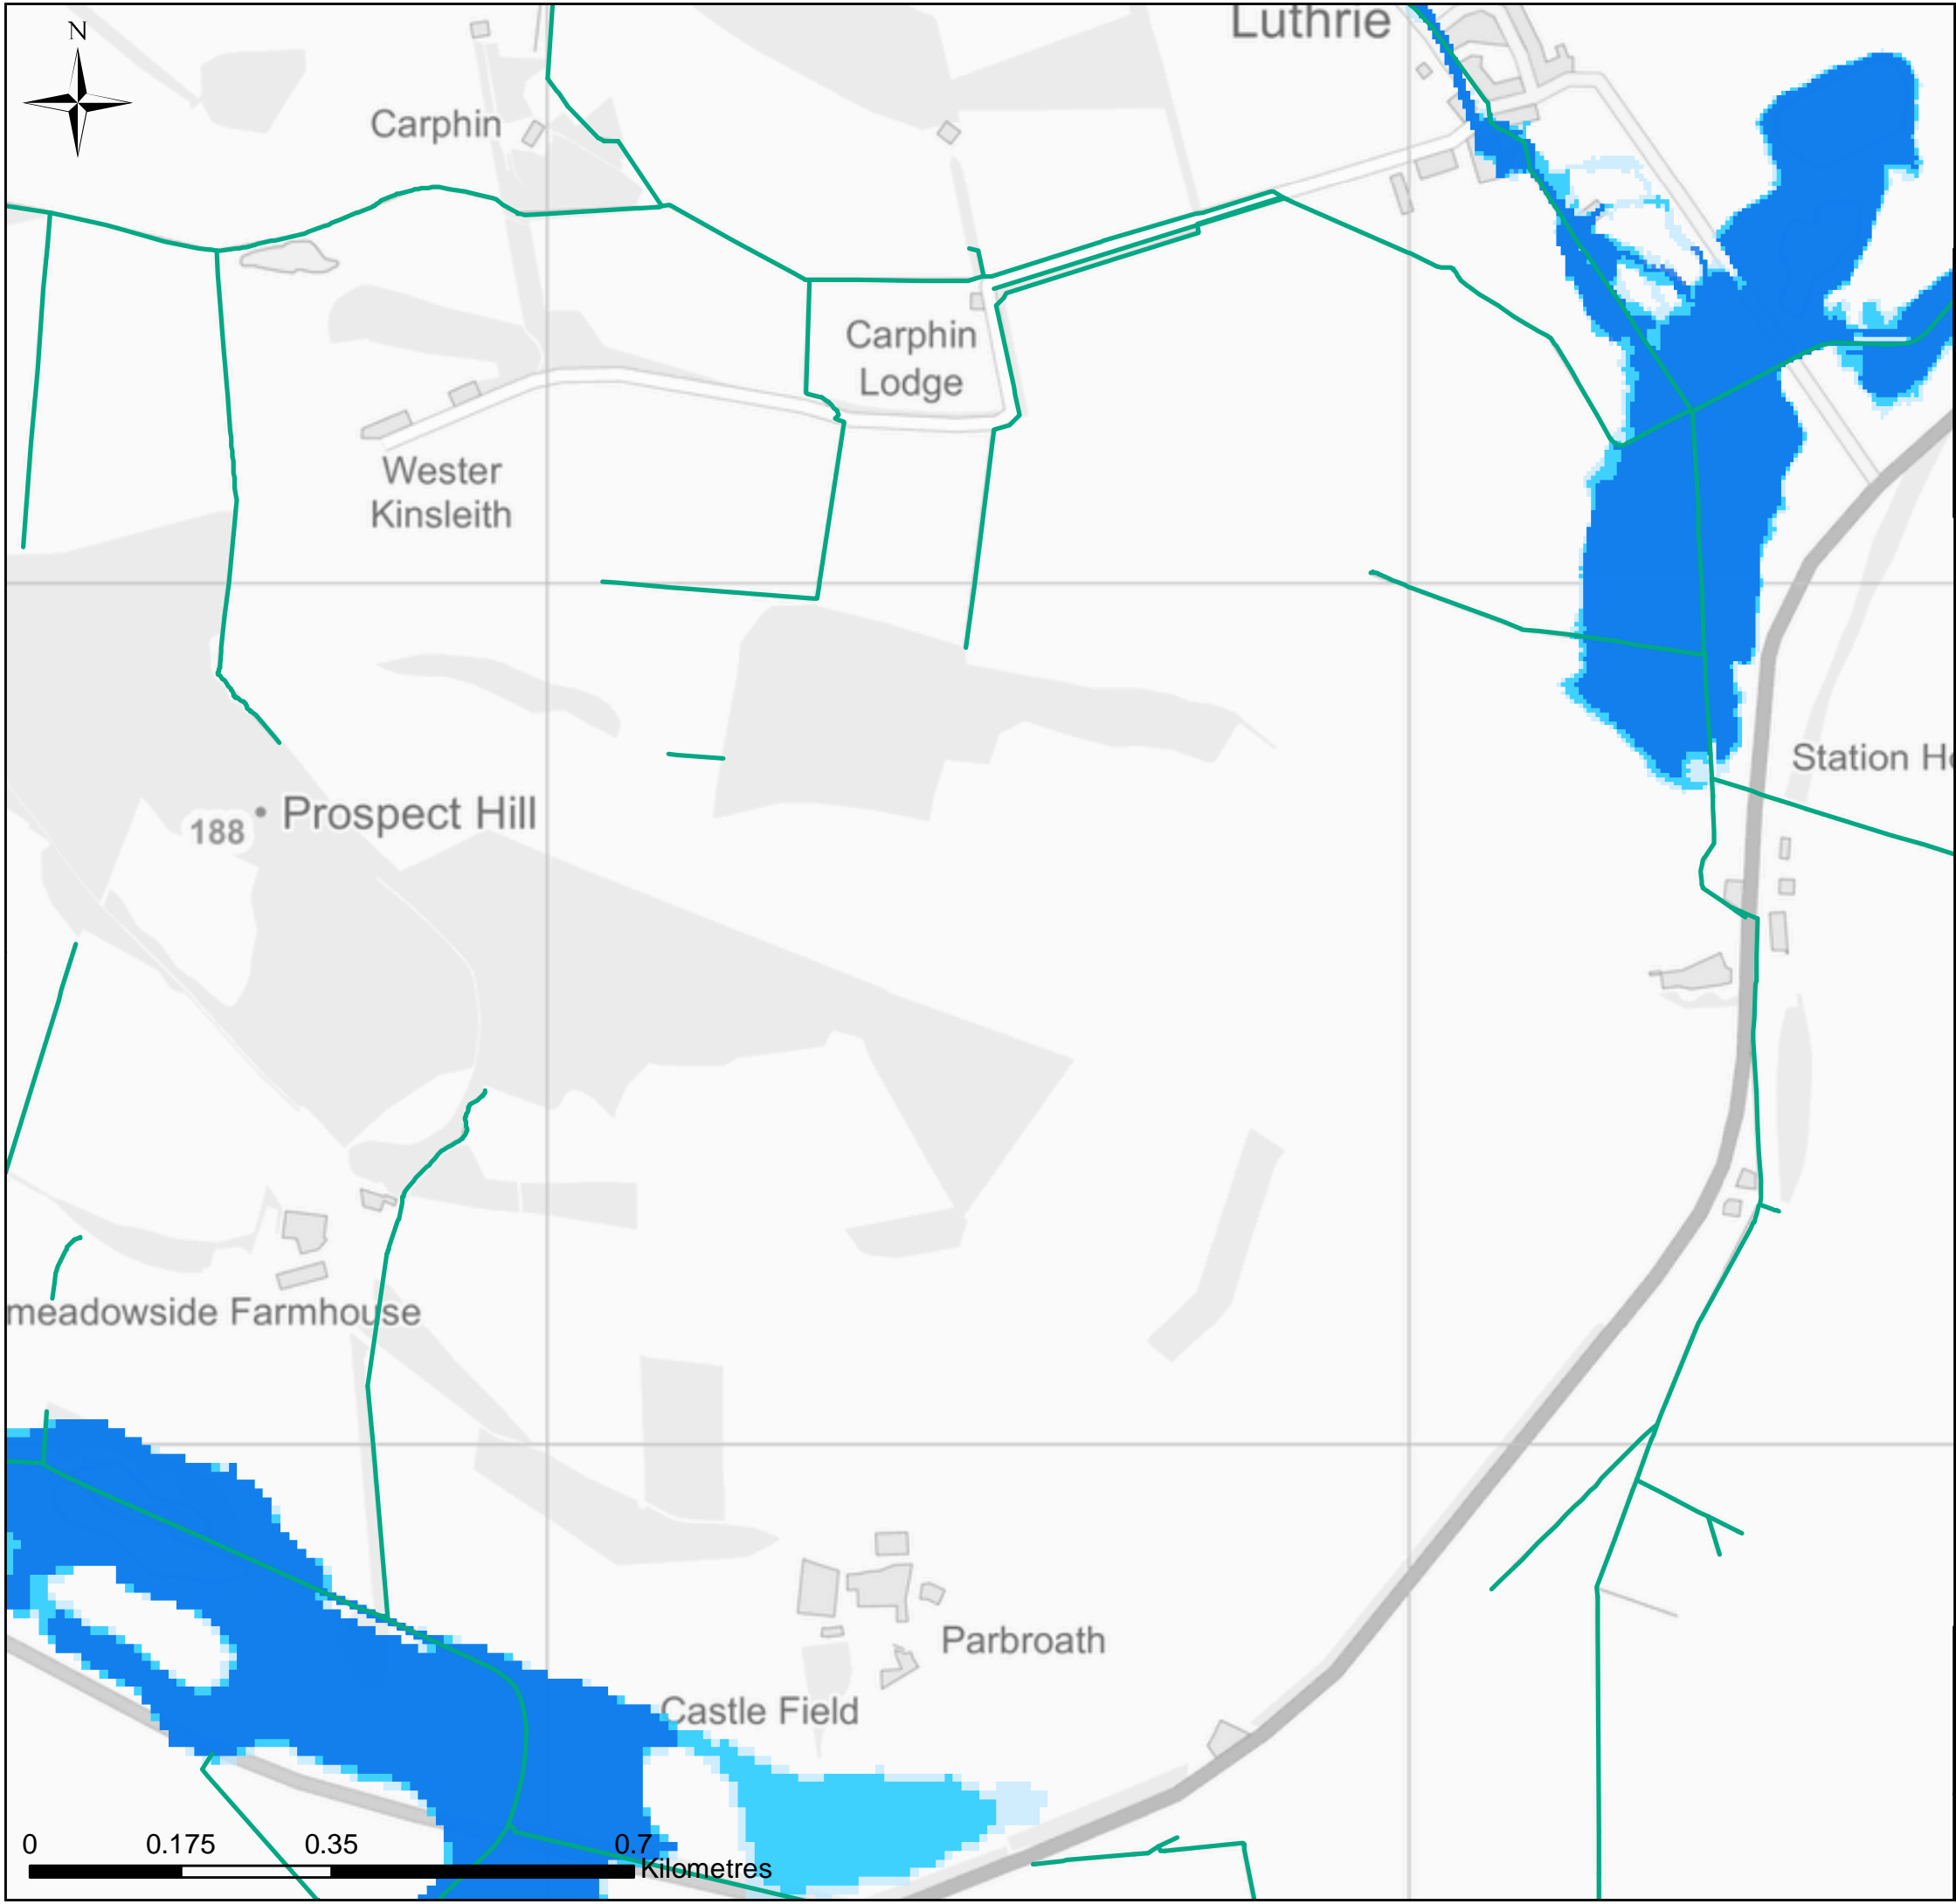 N
Luthrie
Carphin
Carphin
Lodge
Wester
Kinsleith
Station
188
Prospect Hill
meadowside Farmhouse
Parbroath
Castle Field
0 0.175 0.35 0.7
Kilometres